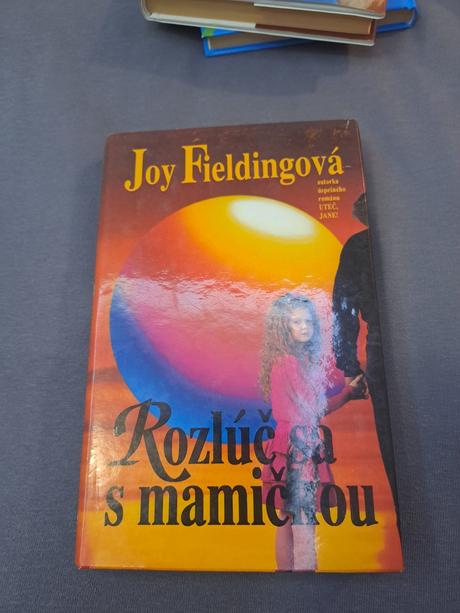 Joy Fieldingová
autorka
úspešného
románu
UTEČ,
JANE!
Rozlúč sa
s mamičkou